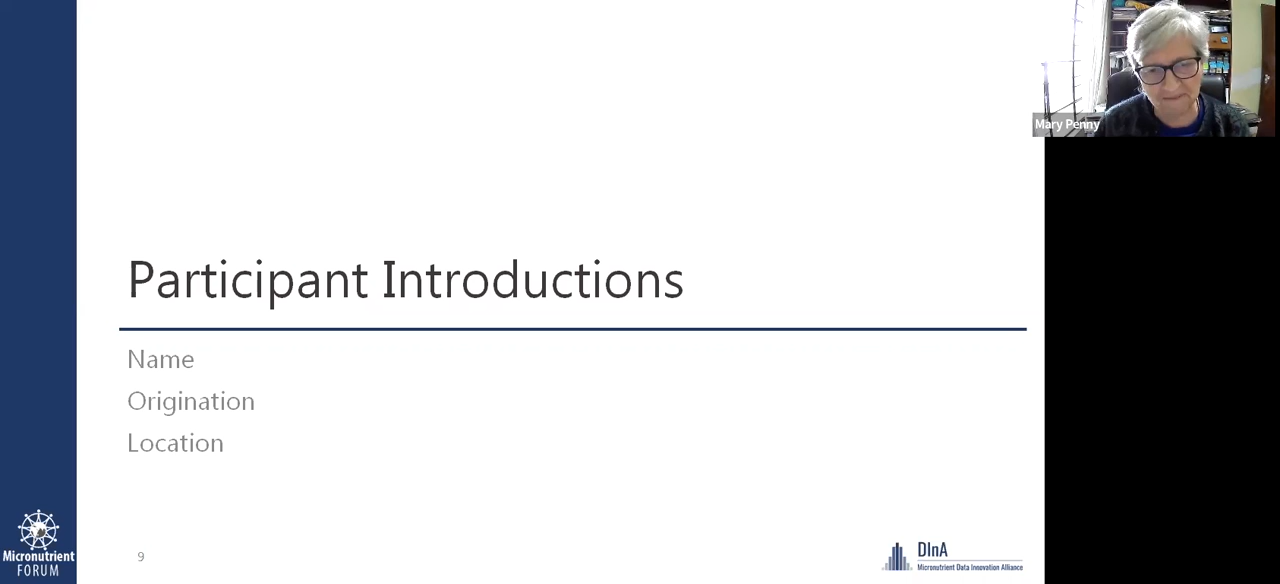 Mary Penny
Participant Introductions
Name
Origination
Location
Micronutrient
FORUM
9
DInA
Micronutrient Data Innovation Alliance